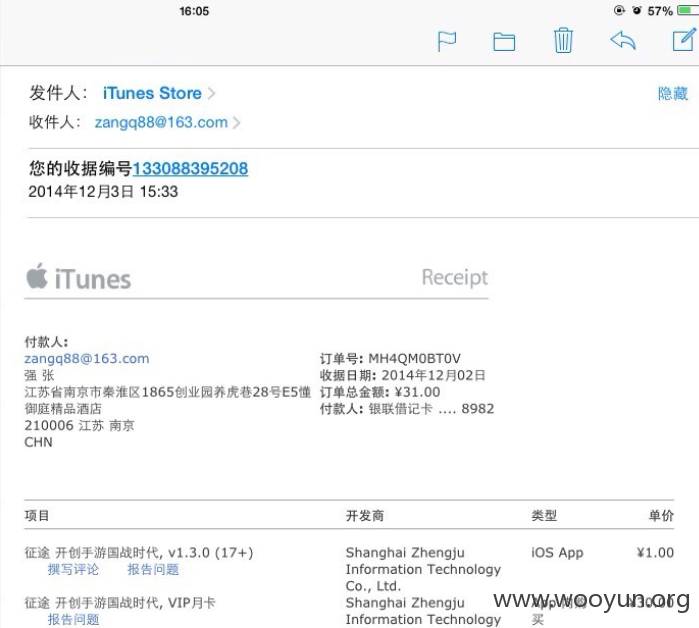 16:05
57%
发件人： iTunes Store
隐藏
收件人： zangq88@163.com
您的收据编号133088395208
2014年12月3日 15:33
iTunes
Receipt
付款人:
zangq88@163.com
强 张
江苏省南京市秦淮区1865创业园养虎巷28号E5懂
御庭精品酒店
210006 江苏 南京
CHN
订单号: MH4QM0BT0V
收据日期: 2014年12月02日
订单总金额: ¥31.00
付款人: 银联借记卡 .... 8982
项目 开发商 类型 单价
征途 开创手游国战时代, v1.3.0 (17+) Shanghai Zhengju iOS App ¥1.00
撰写评论 报告问题 Information Technology
Co., Ltd.
征途 开创手游国战时代, VIP月卡 Shanghai Zhengju App 内购 ¥30.00
报告问题 Information Technology 买
www.wooyun.org